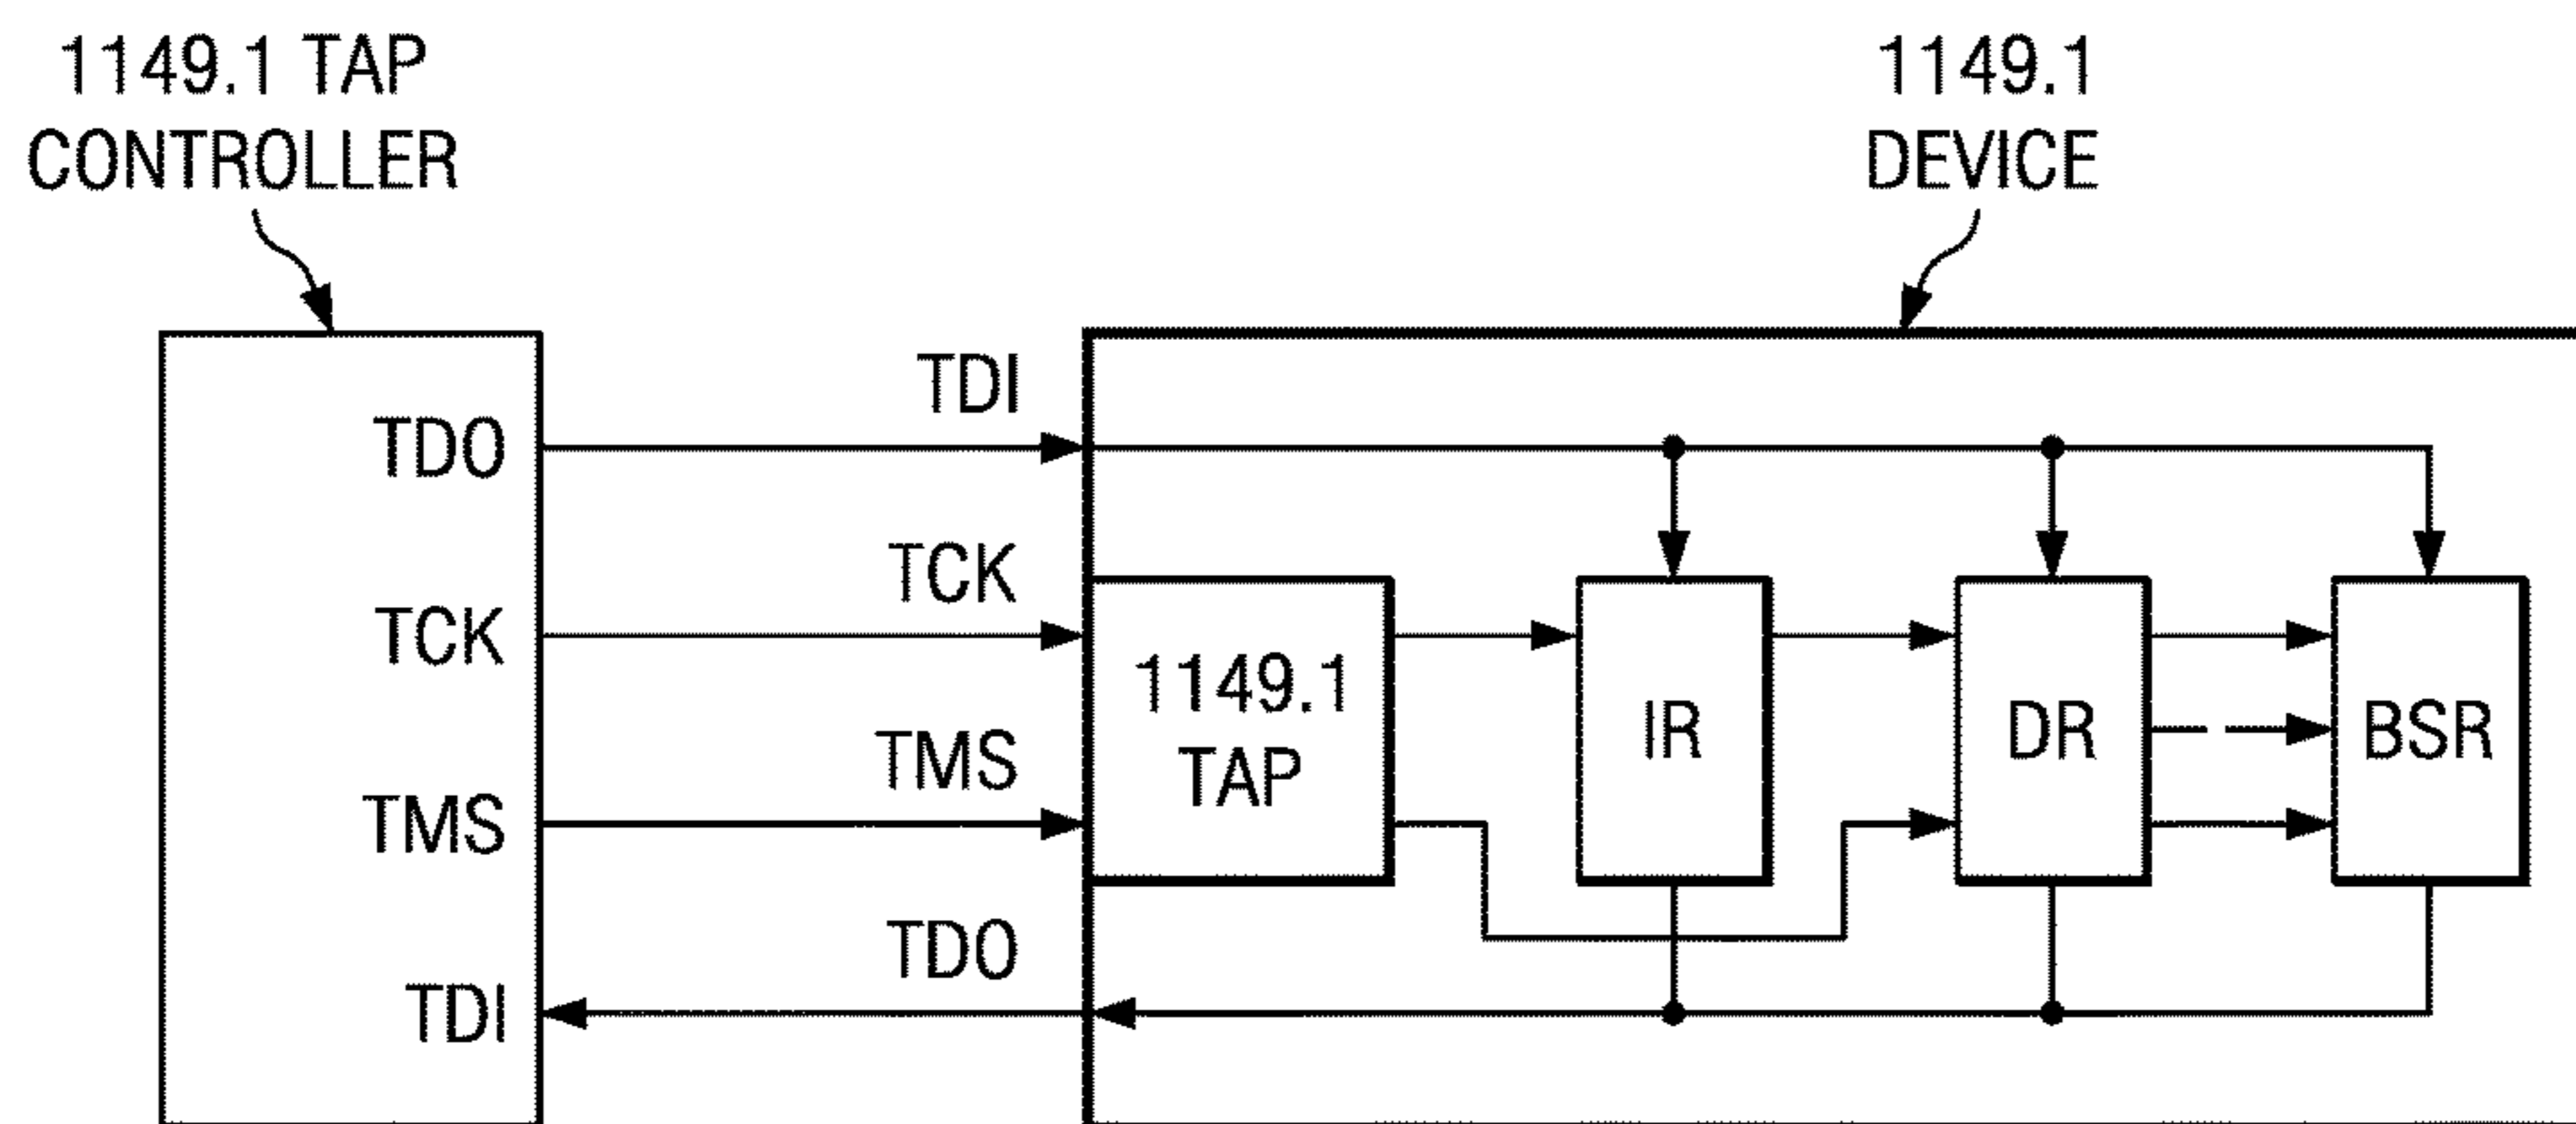 1149.1 TAP
CONTROLLER
1149.1
DEVICE
TDO
TCK
TMS
TDI
TDI
TCK
TMS
TDO
1149.1
TAP
IR
DR
BSR